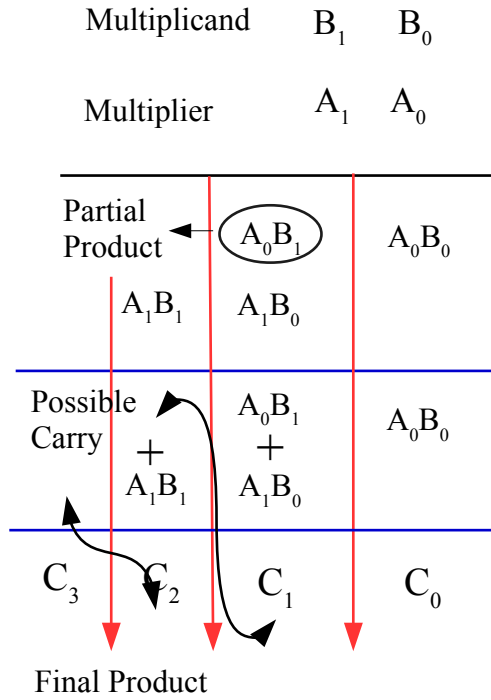 Multiplicand B₁ B₀
Multiplier A₁ A₀
Partial
Product
A₀B₁ A₀B₀
A₁B₁ A₁B₀
Possible
Carry
A₀B₁ A₀B₀
+ +
A₁B₁ A₁B₀
C₃ C₂ C₁ C₀
Final Product